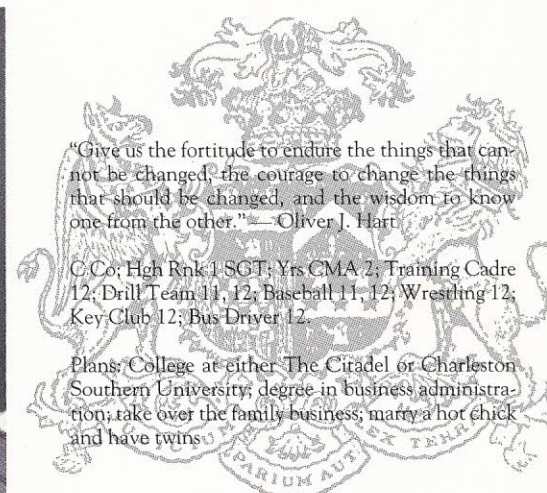 "Give us the fortitude to endure the things that can-
not be changed, the courage to change the things
that should be changed, and the wisdom to know
one from the other." — Oliver J. Hart
C Co; Hgh Rnk 1 SGT; Yrs CMA 2; Training Cadre
12; Drill Team 11, 12; Baseball 11, 12; Wrestling 12;
Key Club 12; Bus Driver 12.
Plans: College at either The Citadel or Charleston
Southern University; degree in business administra-
tion; take over the family business; marry a hot chick
and have twins
PARIUM AUT
EX TERRA